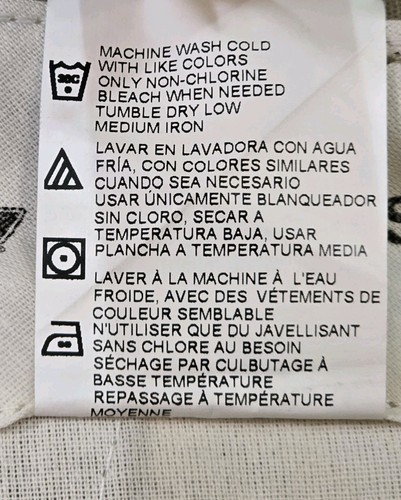 30C
MACHINE WASH COLD
WITH LIKE COLORS
ONLY NON-CHLORINE
BLEACH WHEN NEEDED
TUMBLE DRY LOW
MEDIUM IRON
LAVAR EN LAVADORA CON AGUA
FRÍA, CON COLORES SIMILARES
CUANDO SEA NECESARIO
USAR ÚNICAMENTE BLANQUEADOR
SIN CLORO, SECAR A
TEMPERATURA BAJA, USAR
PLANCHA A TEMPERATURA MEDIA
LAVER À LA MACHINE À L'EAU
FROIDE, AVEC DES VÉTEMENTS DE
COULEUR SEMBLABLE
N'UTILISER QUE DU JAVELLISANT
SANS CHLORE AU BESOIN
SÉCHAGE PAR CULBUTAGE À
BASSE TEMPÉRATURE
REPASSAGE À TEMPÉRATURE
MOYENNE